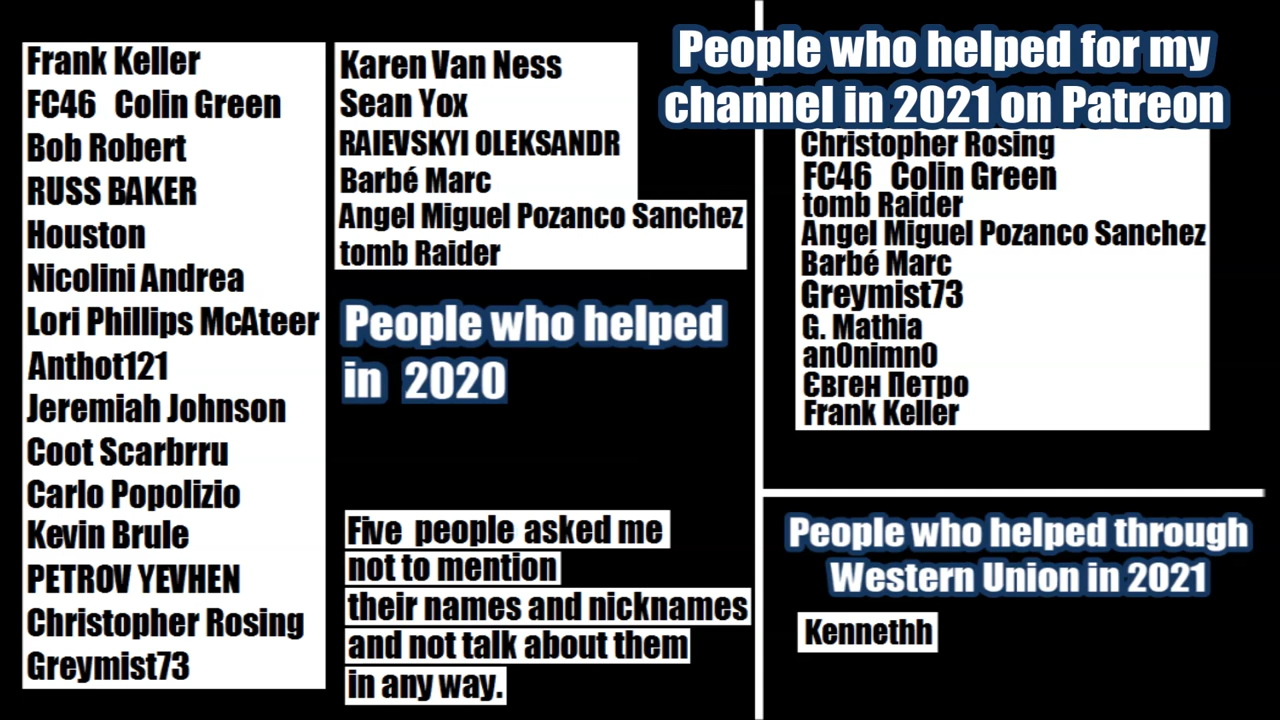 Frank Keller
FC46 Colin Green
Bob Robert
RUSS BAKER
Houston
Nicolini Andrea
Lori Phillips McAteer
Anthot121
Jeremiah Johnson
Coot Scarbrru
Carlo Popolizio
Kevin Brule
PETROV YEVHEN
Christopher Rosing
Greymist73
Karen Van Ness
Sean Yox
RAIEVSKYI OLEKSANDR
Barbé Marc
Angel Miguel Pozanco Sanchez
tomb Raider
People who helped
in 2020
Five people asked me
not to mention
their names and nicknames
and not talk about them
in any way.
People who helped for my
channel in 2021 on Patreon
Christopher Rosing
FC46 Colin Green
tomb Raider
Angel Miguel Pozanco Sanchez
Barbé Marc
Greymist73
G. Mathia
an0nimn0
Євген Петро
Frank Keller
People who helped through
Western Union in 2021
Kennethh